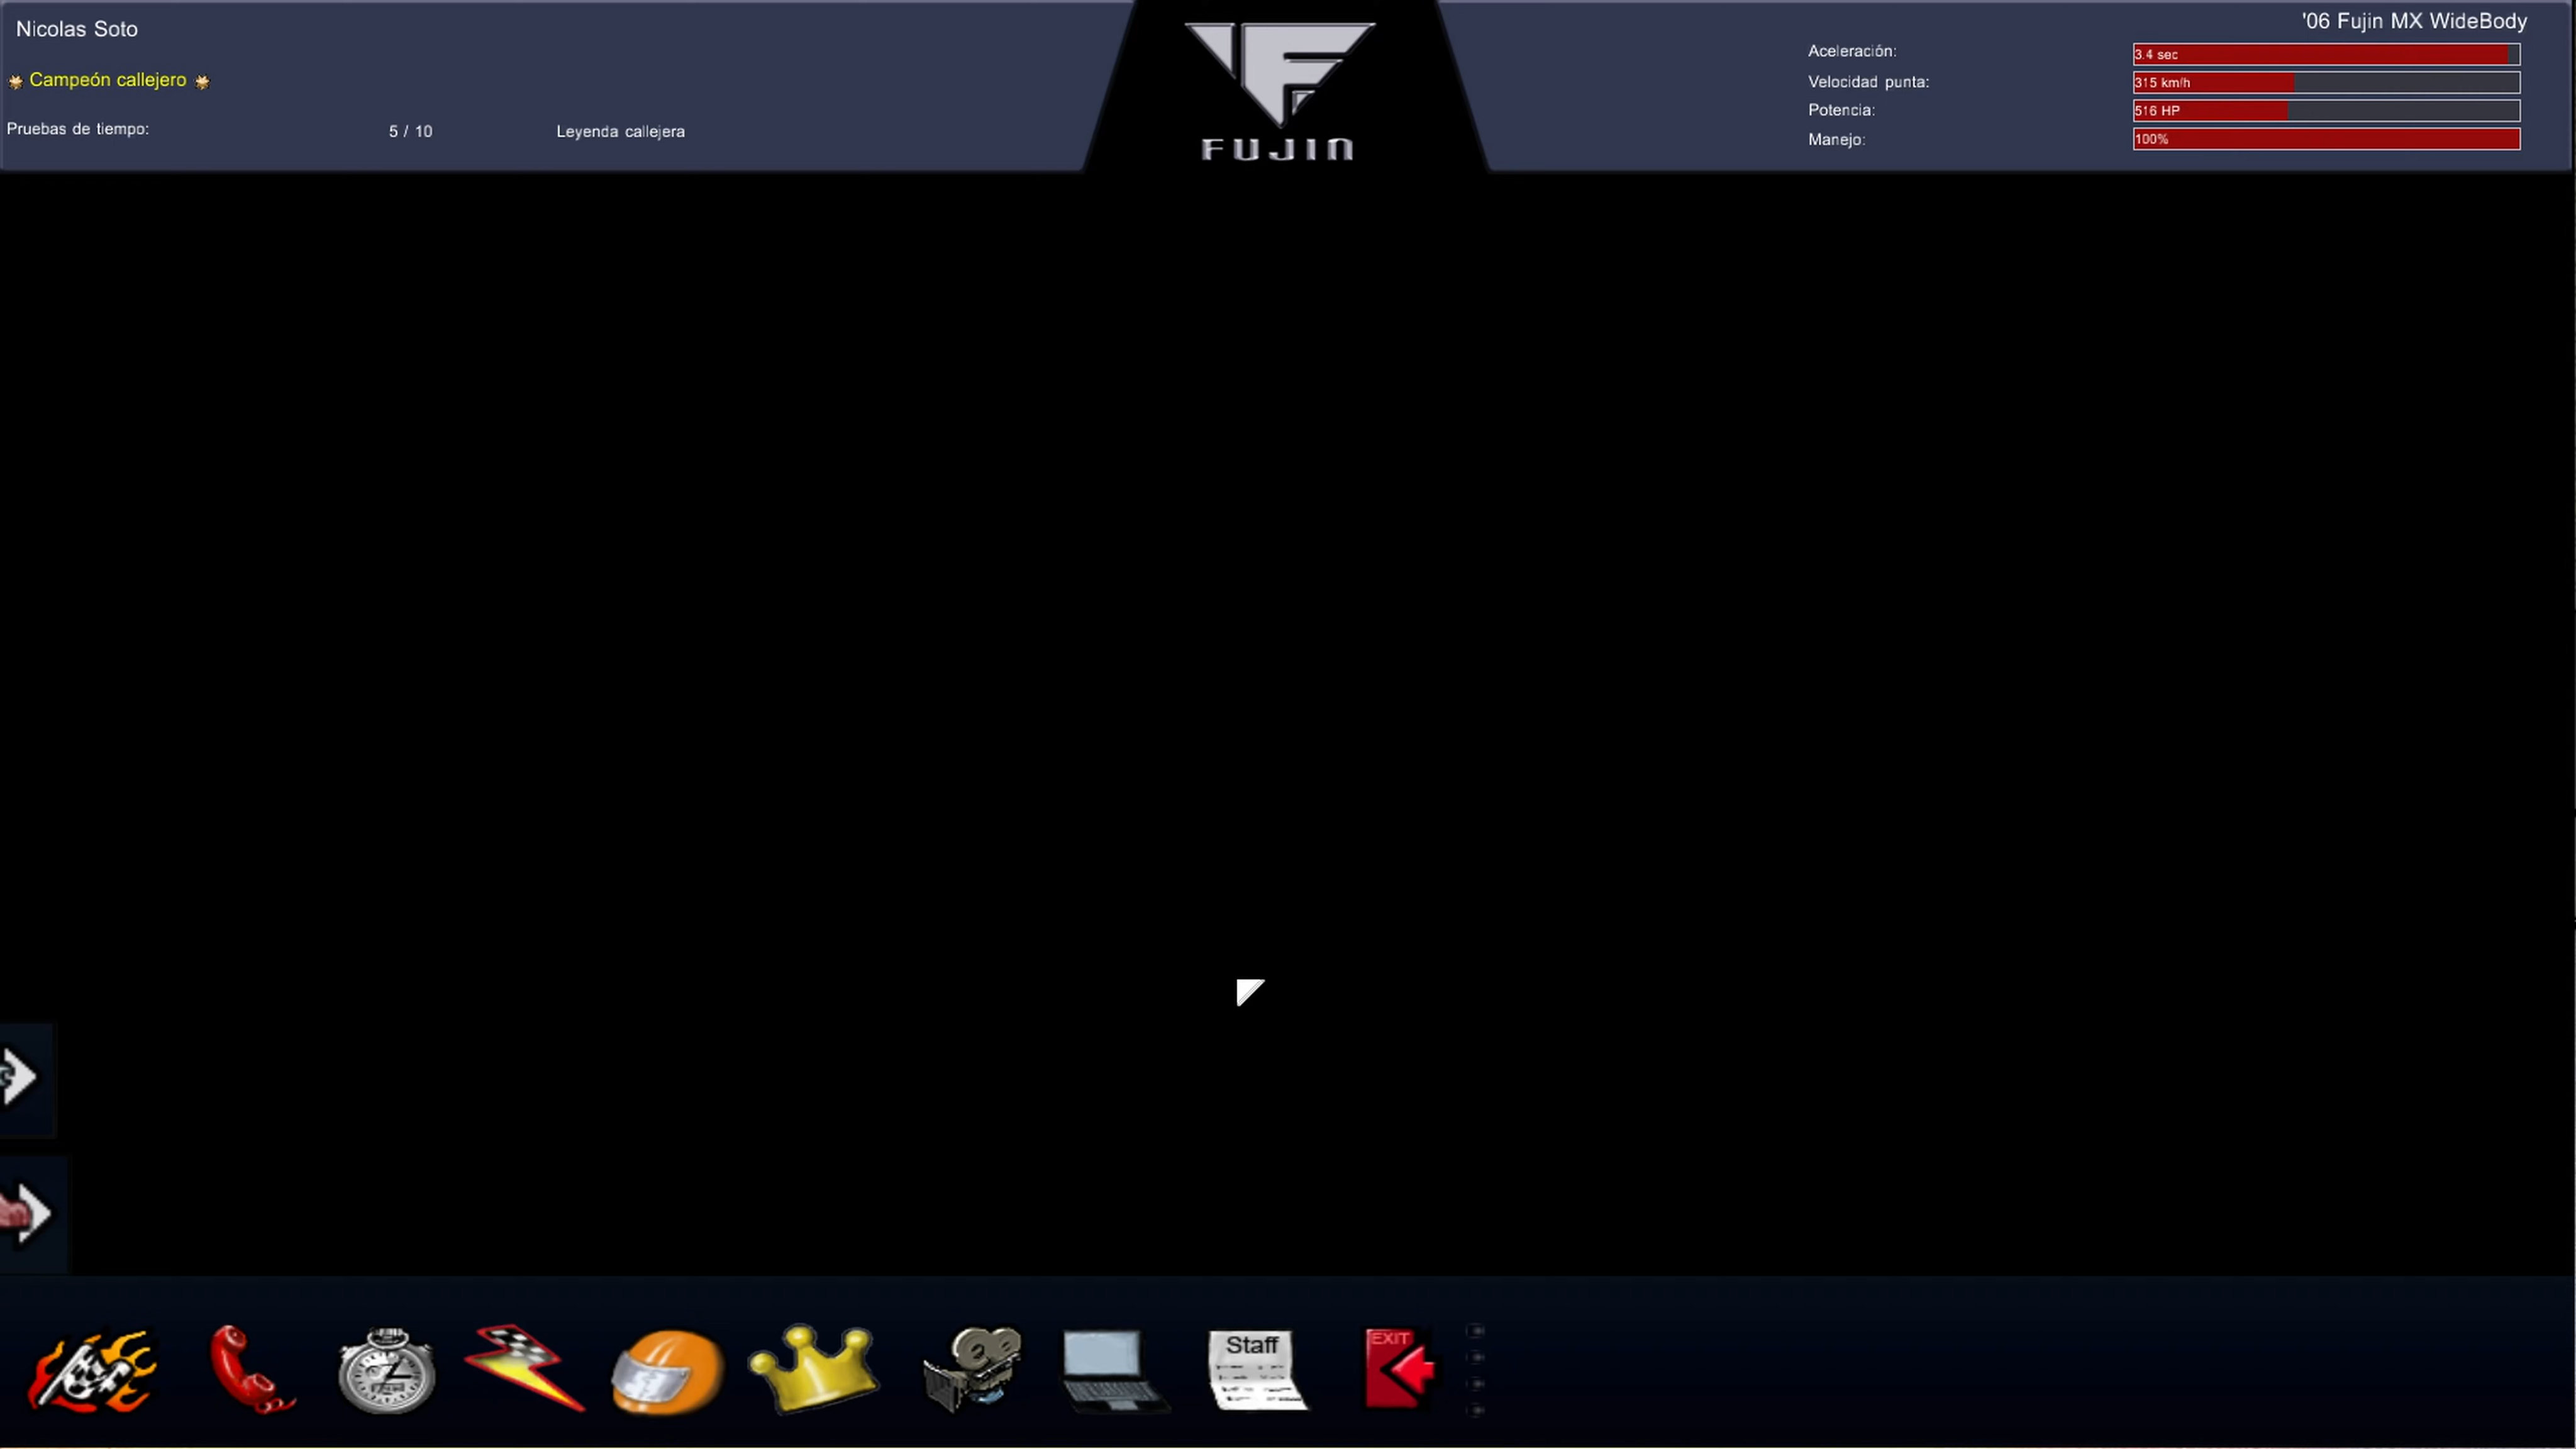 Nicolas Soto
Campeón callejero
Pruebas de tiempo: 5 / 10 Leyenda callejera
FUJIN
'06 Fujin MX WideBody
Aceleración: 3.4 sec
Velocidad punta: 315 km/h
Potencia: 516 HP
Manejo: 100%
Staff
EXIT